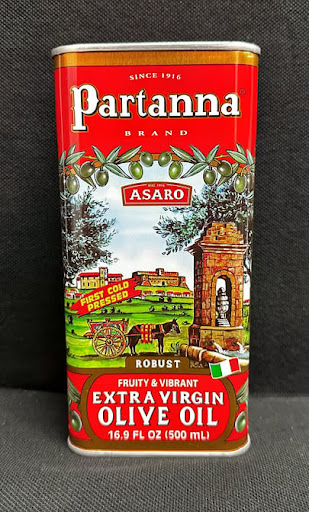 SINCE 1916
Partanna
BRAND
ASARO
FIRST COLD
PRESSED
ROBUST
FRUITY & VIBRANT
EXTRA VIRGIN
OLIVE OIL
16.9 FL OZ (500 mL)